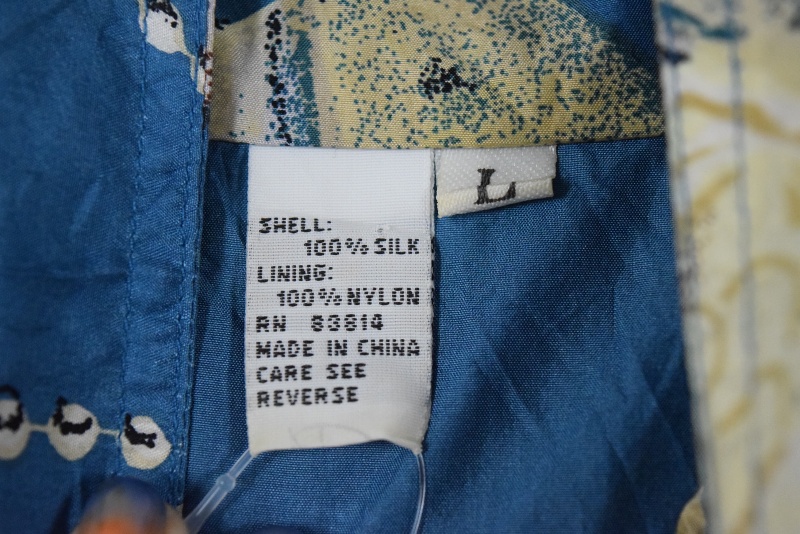 SHELL:
100% SILK
LINING:
100% NYLON
RN 83814
MADE IN CHINA
CARE SEE
REVERSE
L